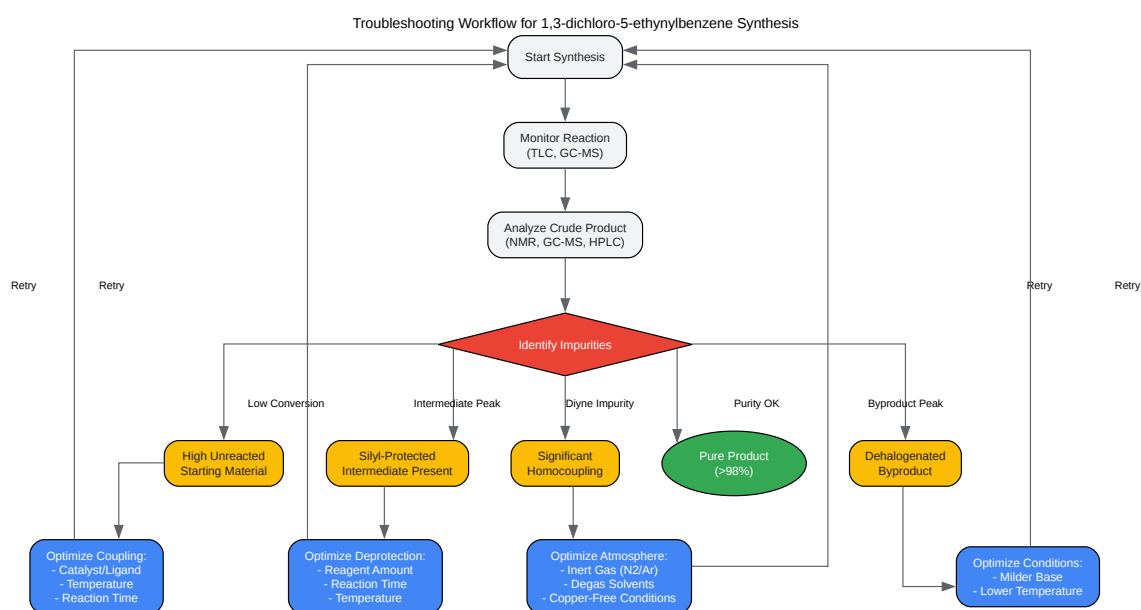 Troubleshooting Workflow for 1,3-dichloro-5-ethynylbenzene Synthesis
Start Synthesis
Monitor Reaction
(TLC, GC-MS)
Analyze Crude Product
(NMR, GC-MS, HPLC)
Retry
Retry
Retry
Retry
Identify Impurities
Low Conversion
Intermediate Peak
Diyne Impurity
Purity OK
Byproduct Peak
High Unreacted
Starting Material
Silyl-Protected
Intermediate Present
Significant
Homocoupling
Pure Product
(>98%)
Dehalogenated
Byproduct
Optimize Coupling:
- Catalyst/Ligand
- Temperature
- Reaction Time
Optimize Deprotection:
- Reagent Amount
- Reaction Time
- Temperature
Optimize Atmosphere:
- Inert Gas (N2/Ar)
- Degas Solvents
- Copper-Free Conditions
Optimize Conditions:
- Milder Base
- Lower Temperature